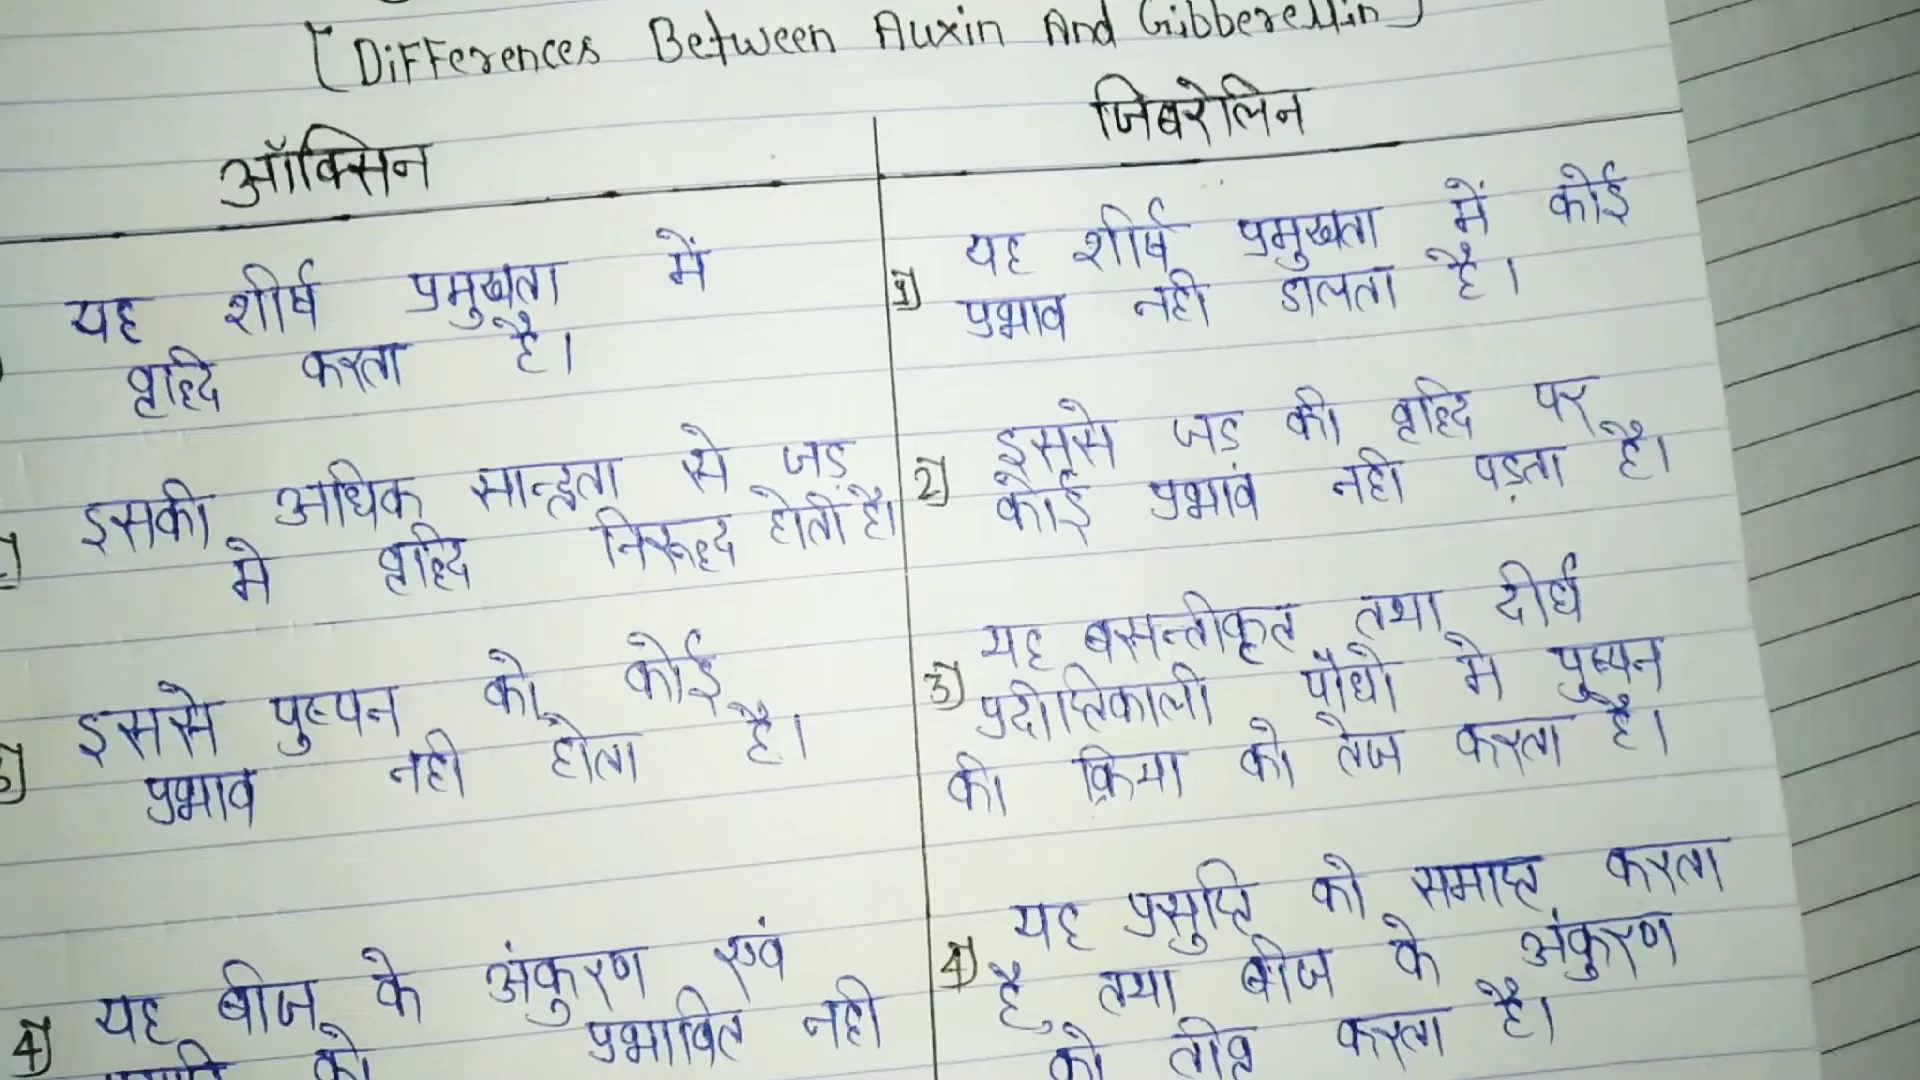 [Differences Between Auxin And Gibberellin]
ऑक्सिन
यह शीर्ष प्रमुखता में
वृद्दि करता है।
इसकी अधिक सान्द्रता से जड़
मे वृद्दि निरूद्द होती है।
3) इससे पुष्पन को कोई
प्रभाव नही होता है।
4) यह बीज के अंकुरण एवं
को प्रभावित नही
जिबरेलिन
1) यह शीर्ष प्रमुखता में कोई
प्रभाव नही डालता है।
2) इससे जड़ की वृद्दि पर
कोई प्रभाव नही पड़ता है।
3) यह बसन्तीकृत तथा दीर्घ
प्रदीप्तिकाली पौधो मे पुष्पन
की क्रिया को तेज करता है।
4) यह प्रसुप्ति को समाप्त करता
है, तथा बीज के अंकुरण
को तीव्र करता है।